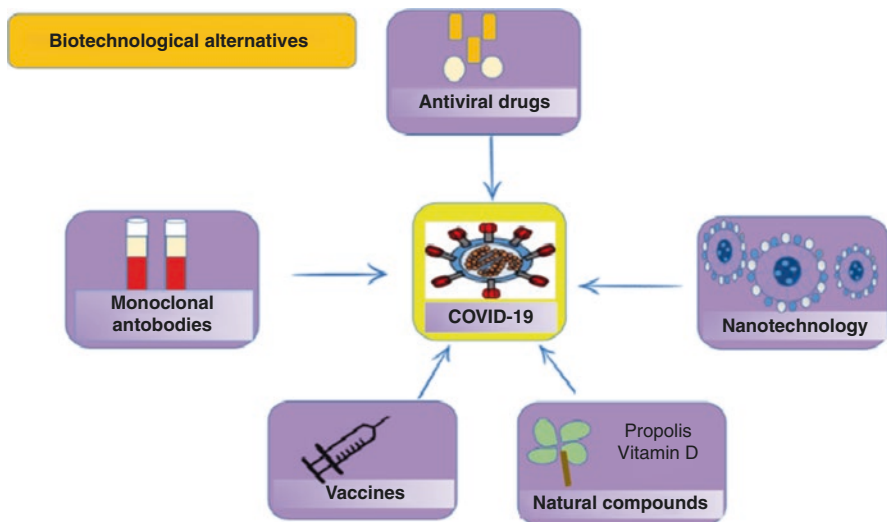 Biotechnological alternatives
Antiviral drugs
Monoclonal
antobodies
COVID-19
Nanotechnology
Vaccines
Propolis
Vitamin D
Natural compounds